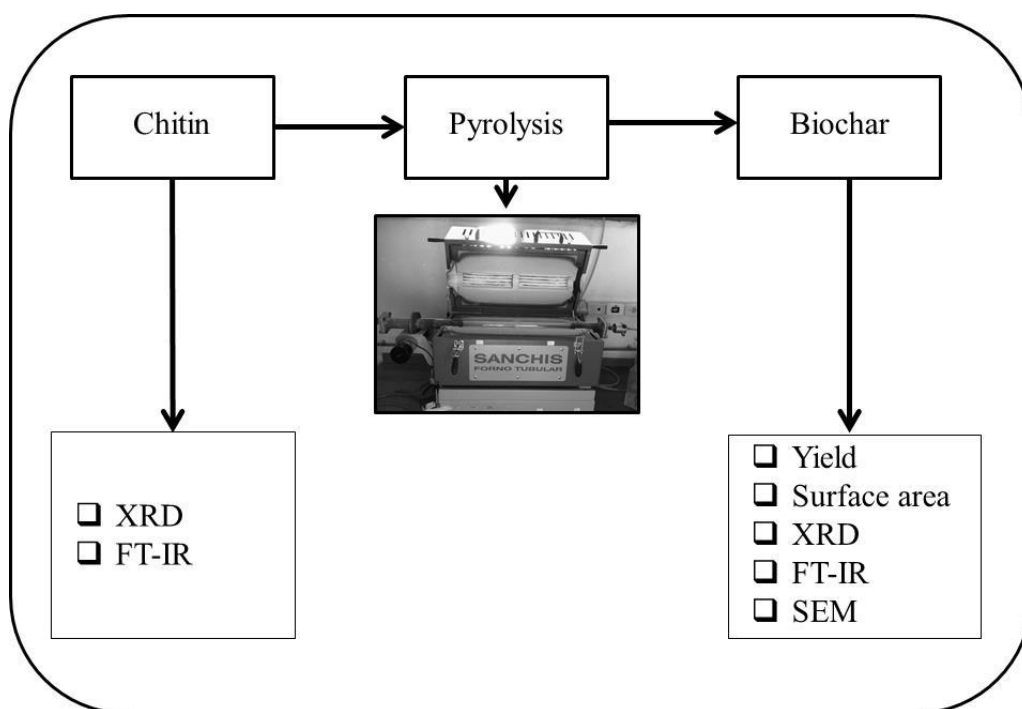 Chitin
Pyrolysis
Biochar
SANCHIS
FORNO TUBULAR
❑ XRD
❑ FT-IR
❑ Yield
❑ Surface area
❑ XRD
❑ FT-IR
❑ SEM